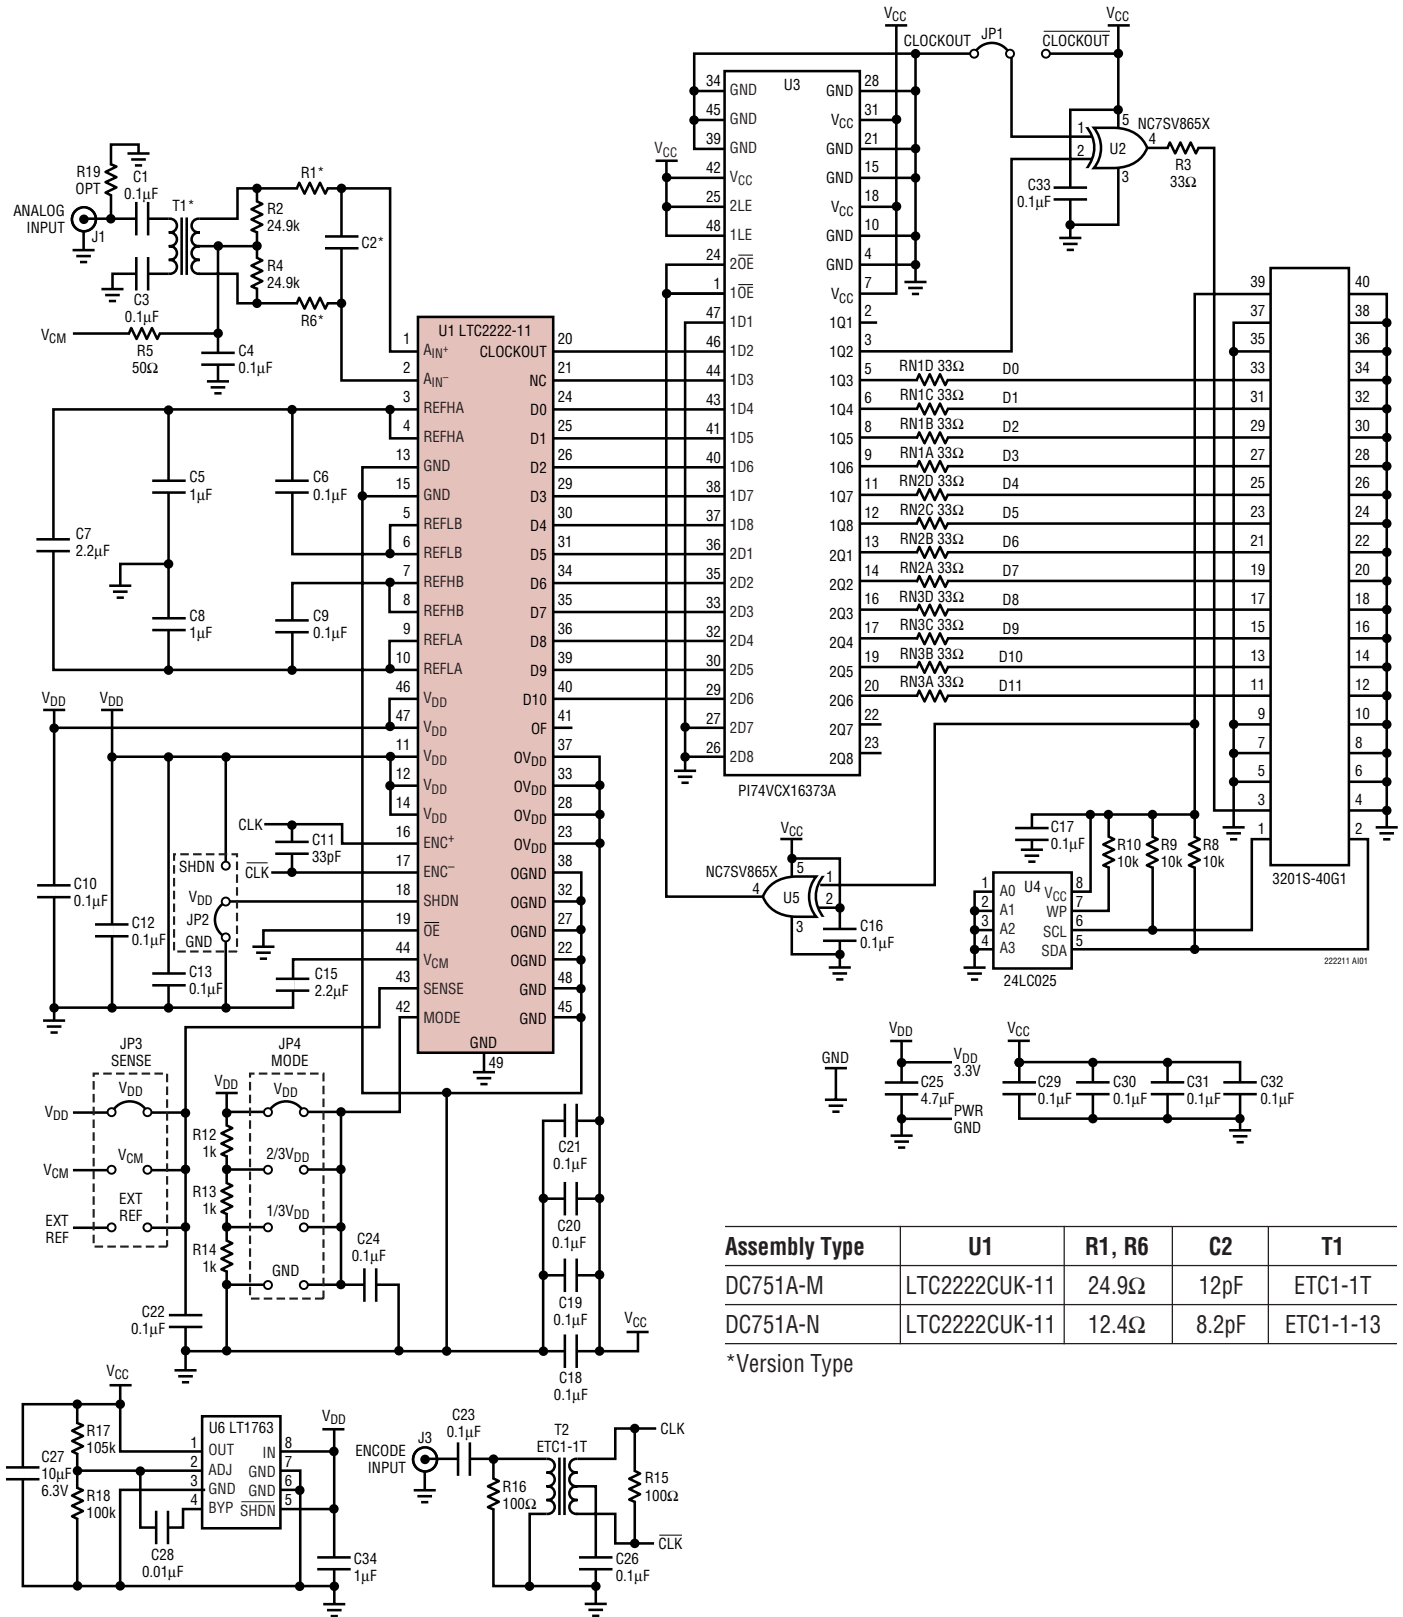 VCC
VCC
CLOCKOUT
JP1
CLOCKOUT
U3
34 GND GND 28
45 GND VCC 31
39 GND GND 21
42 VCC GND 15
25 2LE VCC 18
48 1LE GND 10
24 2OE GND 4
1 1OE VCC 7
47 1D1 1Q1 2
46 1D2 1Q2 3
44 1D3 1Q3 5
43 1D4 1Q4 6
41 1D5 1Q5 8
40 1D6 1Q6 9
38 1D7 1Q7 11
37 1D8 1Q8 12
36 2D1 2Q1 13
35 2D2 2Q2 14
33 2D3 2Q3 16
32 2D4 2Q4 17
30 2D5 2Q5 19
29 2D6 2Q6 20
27 2D7 2Q7 22
26 2D8 2Q8 23
PI74VCX16373A
VCC
NC7SV865X
1
2
5
4
3
U2
R3
33Ω
C33
0.1µF
R19
OPT
C1
0.1µF
ANALOG
INPUT
J1
T1*
C3
0.1µF
R1*
R2
24.9k
C2*
R4
24.9k
R6*
VCM
R5
50Ω
C4
0.1µF
U1 LTC2222-11
1 AIN+ CLOCKOUT 20
2 AIN– NC 21
3 REFHA D0 24
4 REFHA D1 25
13 GND D2 26
15 GND D3 29
5 REFLB D4 30
6 REFLB D5 31
7 REFHB D6 34
8 REFHB D7 35
9 REFLA D8 36
10 REFLA D9 39
46 VDD D10 40
47 VDD OF 41
11 VDD OVDD 37
12 VDD OVDD 33
14 VDD OVDD 28
16 ENC+ OVDD 23
17 ENC– OGND 38
18 SHDN OGND 32
19 OE OGND 27
44 VCM OGND 22
43 SENSE GND 48
42 MODE GND 45
GND
49
C5
1µF
C6
0.1µF
C7
2.2µF
C8
1µF
C9
0.1µF
RN1D 33Ω D0
RN1C 33Ω D1
RN1B 33Ω D2
RN1A 33Ω D3
RN2D 33Ω D4
RN2C 33Ω D5
RN2B 33Ω D6
RN2A 33Ω D7
RN3D 33Ω D8
RN3C 33Ω D9
RN3B 33Ω D10
RN3A 33Ω D11
39 40
37 38
35 36
33 34
31 32
29 30
27 28
25 26
23 24
21 22
19 20
17 18
15 16
13 14
11 12
9 10
7 8
5 6
3 4
1 2
3201S-40G1
VDD
VDD
CLK
C11
33pF
CLK
SHDN
VDD
JP2
GND
C10
0.1µF
C12
0.1µF
C13
0.1µF
C15
2.2µF
VCC
NC7SV865X
4
5
1
2
3
U5
C16
0.1µF
C17
0.1µF
R10
10k
R9
10k
R8
10k
U4
1 A0 VCC 8
2 A1 WP 7
3 A2 SCL 6
4 A3 SDA 5
24LC025
222211 AI01
JP3
SENSE
VDD
VDD
VCM
VCM
EXT
REF
EXT
REF
C22
0.1µF
JP4
MODE
VDD
VDD
R12
1k
2/3VDD
R13
1k
1/3VDD
R14
1k
GND
C24
0.1µF
C21
0.1µF
C20
0.1µF
C19
0.1µF
C18
0.1µF
VCC
GND
VDD
VDD
3.3V
C25
4.7µF
PWR
GND
VCC
C29
0.1µF
C30
0.1µF
C31
0.1µF
C32
0.1µF
Assembly Type U1 R1, R6 C2 T1
DC751A-M LTC2222CUK-11 24.9Ω 12pF ETC1-1T
DC751A-N LTC2222CUK-11 12.4Ω 8.2pF ETC1-1-13
*Version Type
VCC
R17
105k
C27
10µF
6.3V
R18
100k
U6 LT1763
1 OUT IN 8
2 ADJ GND 7
3 GND GND 6
4 BYP SHDN 5
C28
0.01µF
VDD
C34
1µF
ENCODE
INPUT
J3
C23
0.1µF
R16
100Ω
T2
ETC1-1T
CLK
R15
100Ω
CLK
C26
0.1µF